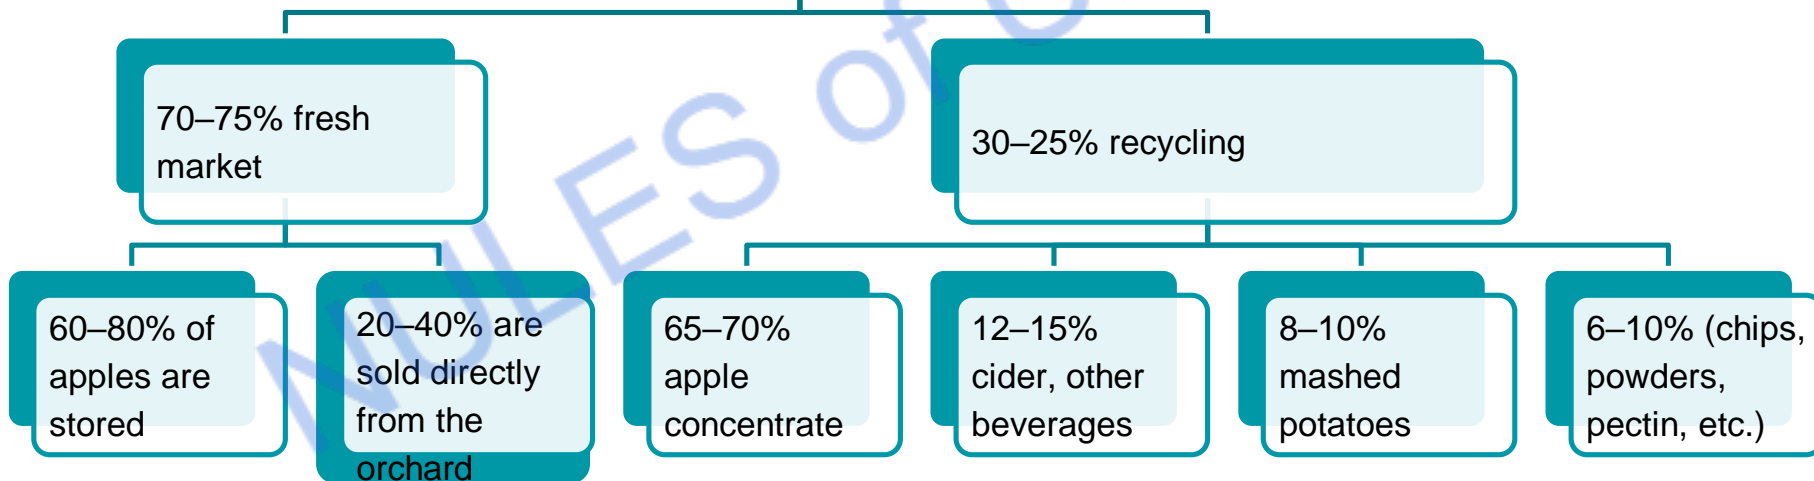 70–75% fresh
market
30–25% recycling
60–80% of
apples are
stored
20–40% are
sold directly
from the
orchard
65–70%
apple
concentrate
12–15%
cider, other
beverages
8–10%
mashed
potatoes
6–10% (chips,
powders,
pectin, etc.)
NULES of